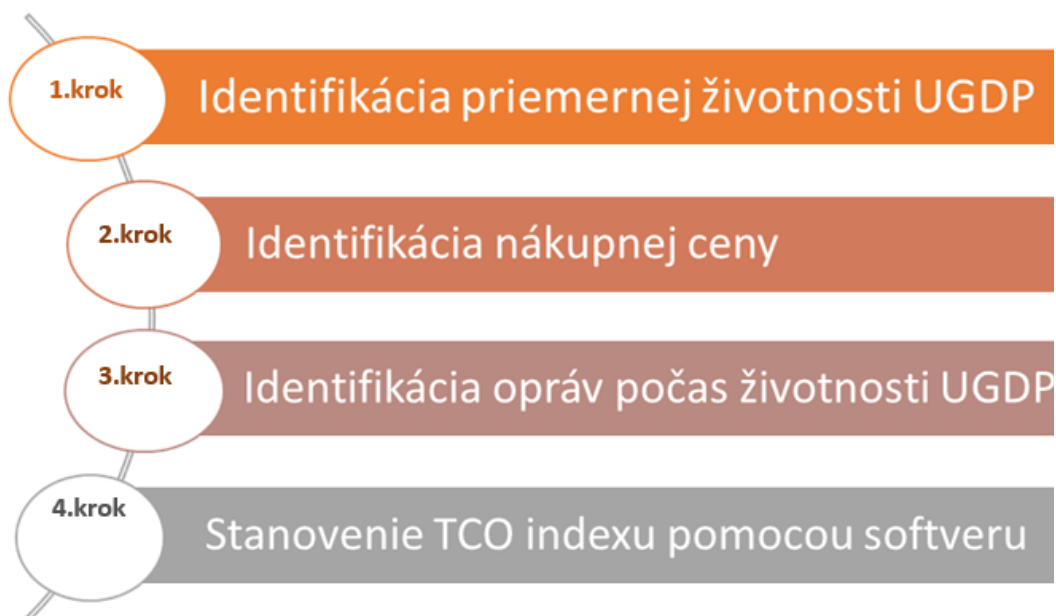 1.krok
Identifikácia priemernej životnosti UGDP
2.krok
Identifikácia nákupnej ceny
3.krok
Identifikácia opráv počas životnosti UGDP
4.krok
Stanovenie TCO indexu pomocou softveru